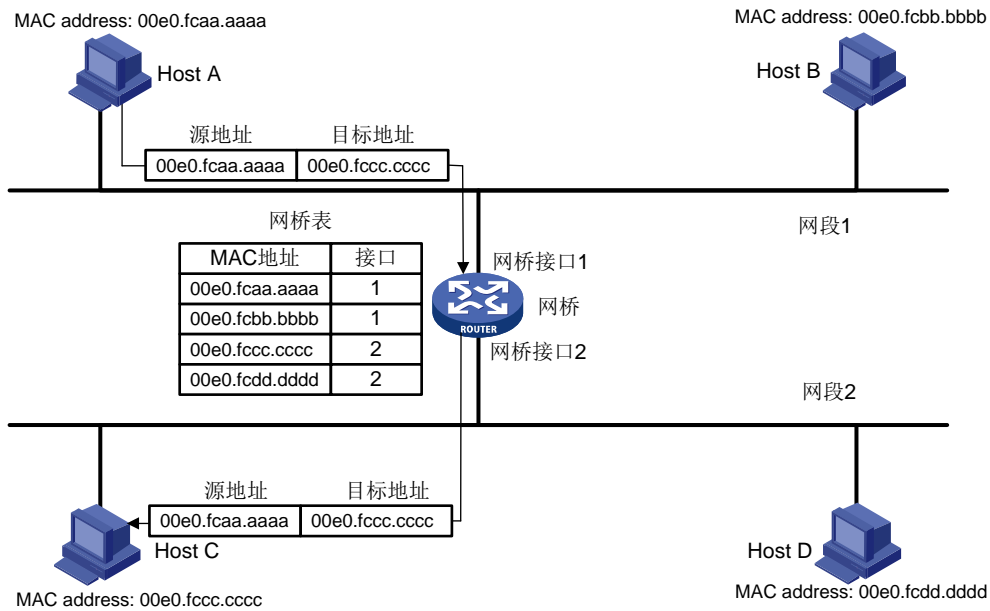 MAC address: 00e0.fcaa.aaaa
MAC address: 00e0.fcbb.bbbb
Host A
Host B
源地址 目标地址
00e0.fcaa.aaaa 00e0.fccc.cccc
网桥表
网段1
MAC地址 接口
00e0.fcaa.aaaa 1
00e0.fcbb.bbbb 1
00e0.fccc.cccc 2
00e0.fcdd.dddd 2
网桥接口1
网桥
ROUTER
网桥接口2
网段2
源地址 目标地址
00e0.fcaa.aaaa 00e0.fccc.cccc
Host C
Host D
MAC address: 00e0.fccc.cccc
MAC address: 00e0.fcdd.dddd